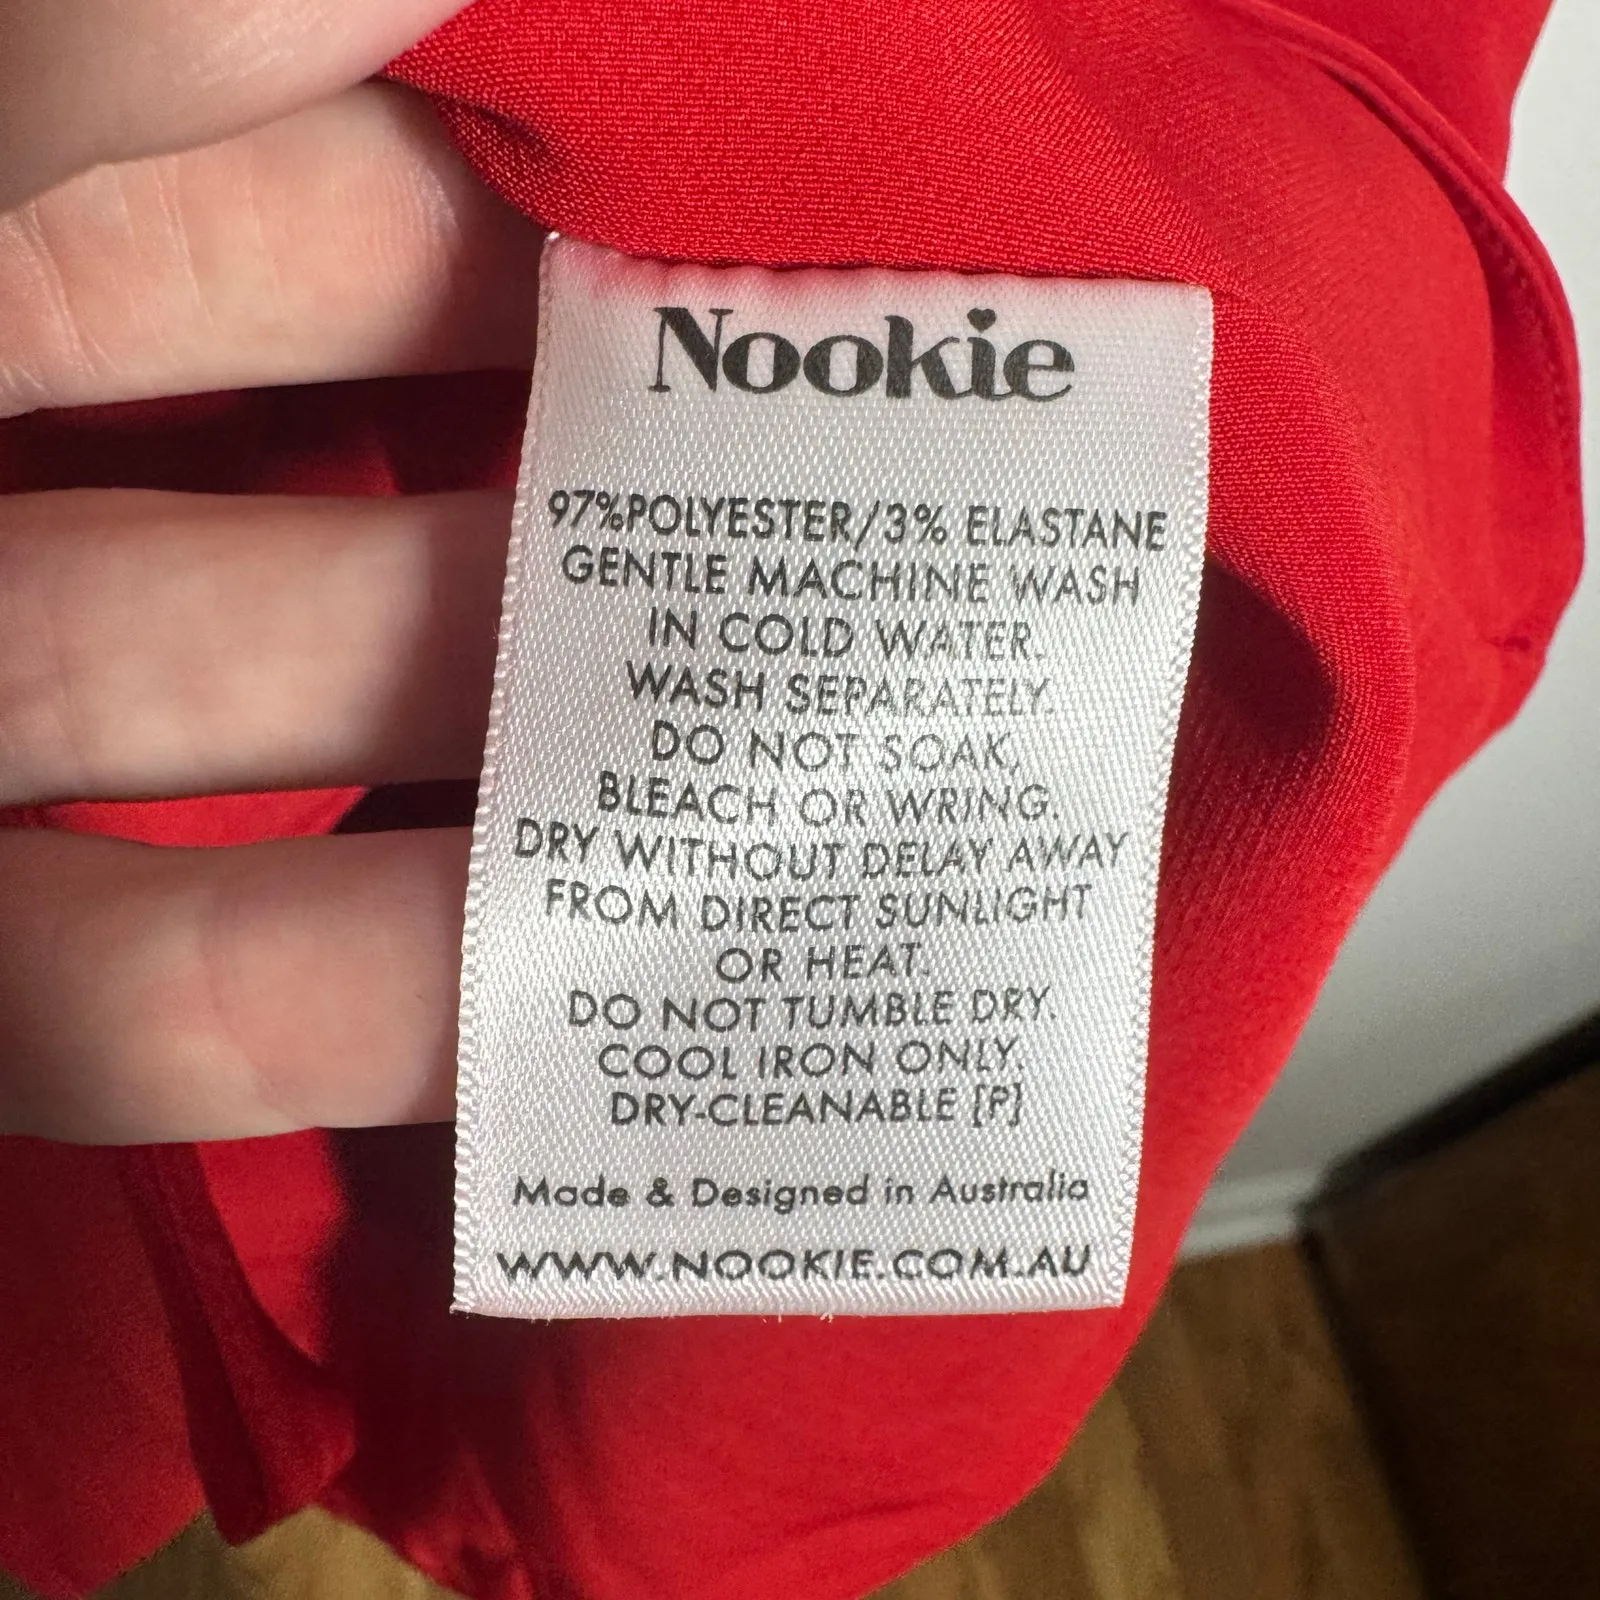 Nookie
97%POLYESTER/3% ELASTANE
GENTLE MACHINE WASH
IN COLD WATER.
WASH SEPARATELY.
DO NOT SOAK,
BLEACH OR WRING.
DRY WITHOUT DELAY AWAY
FROM DIRECT SUNLIGHT
OR HEAT.
DO NOT TUMBLE DRY.
COOL IRON ONLY.
DRY-CLEANABLE [P]
Made & Designed in Australia
WWW.NOOKIE.COM.AU